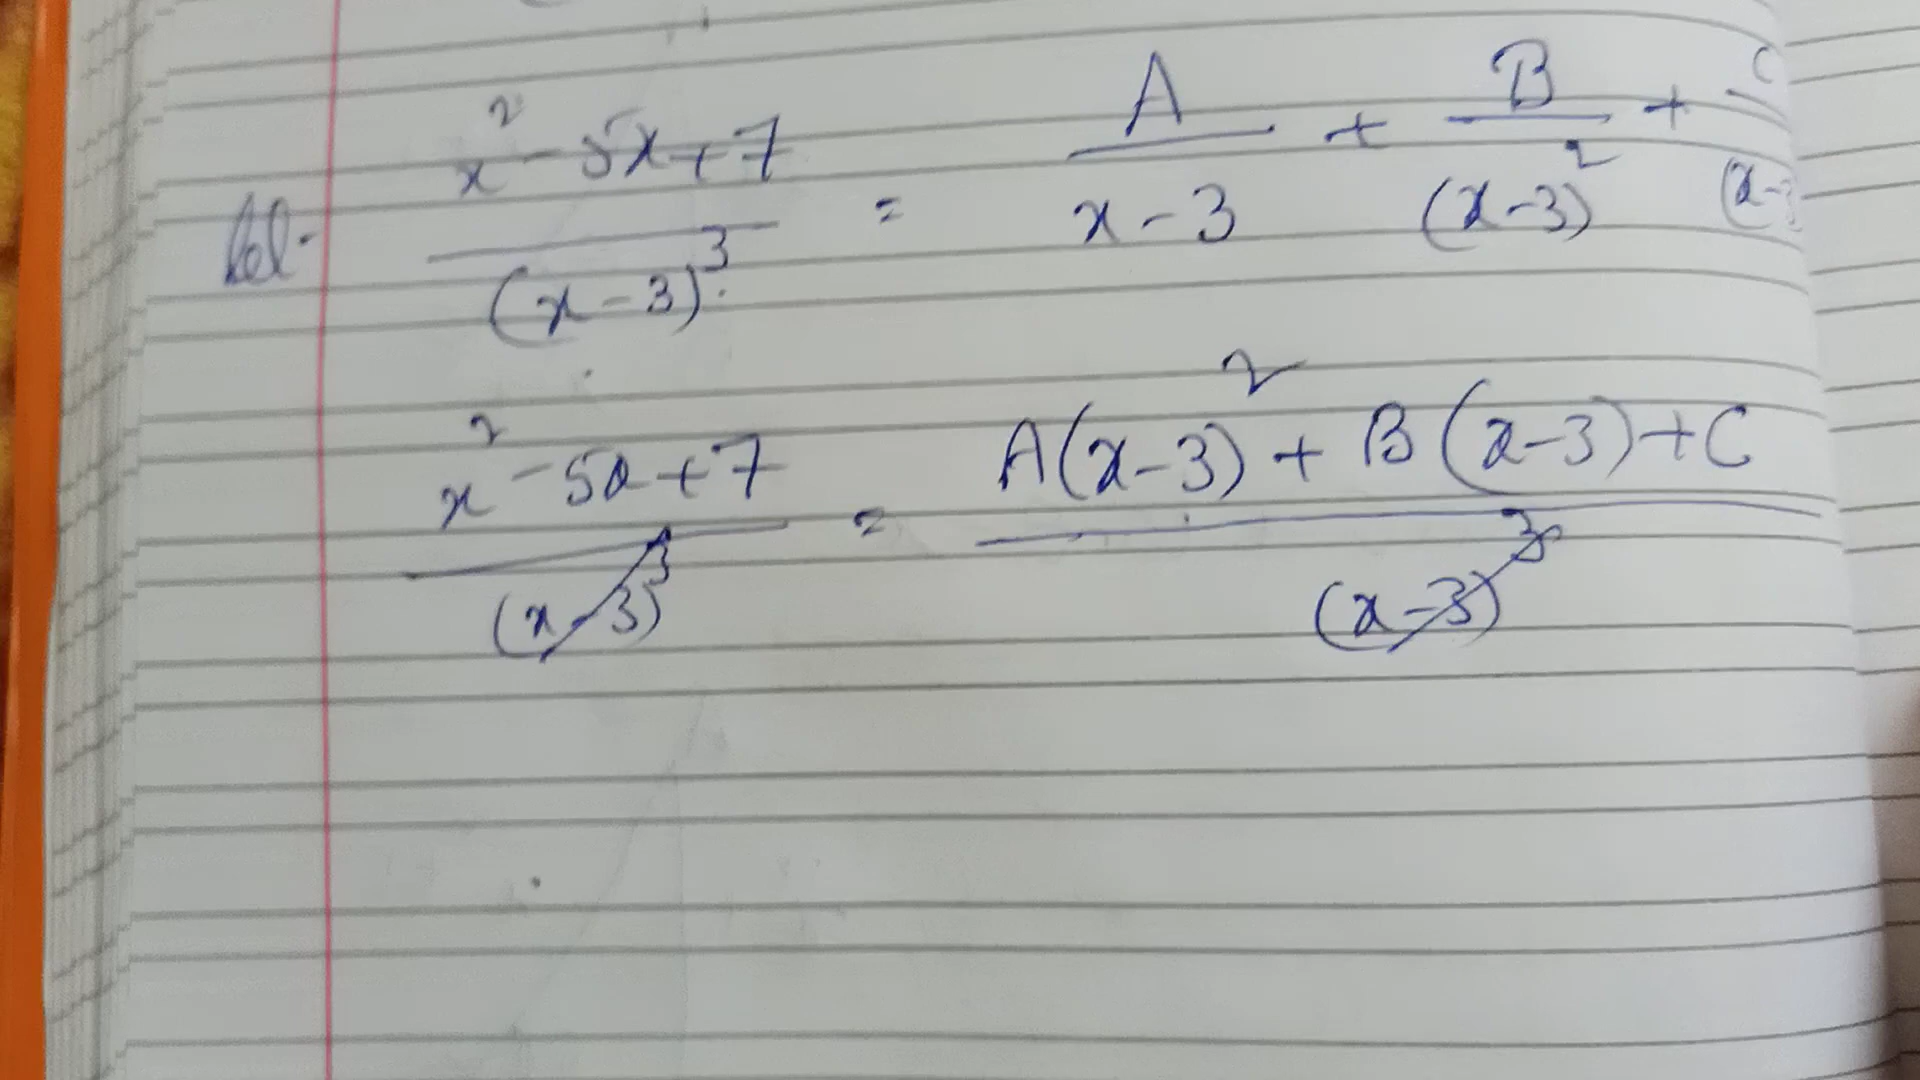 Sol. (x² - 5x + 7)/(x - 3)³ = A/(x - 3) + B/(x - 3)² + C/(x -
(x² - 5x + 7)/(x - 3)³ = (A(x - 3)² + B(x - 3) + C)/(x - 3)³